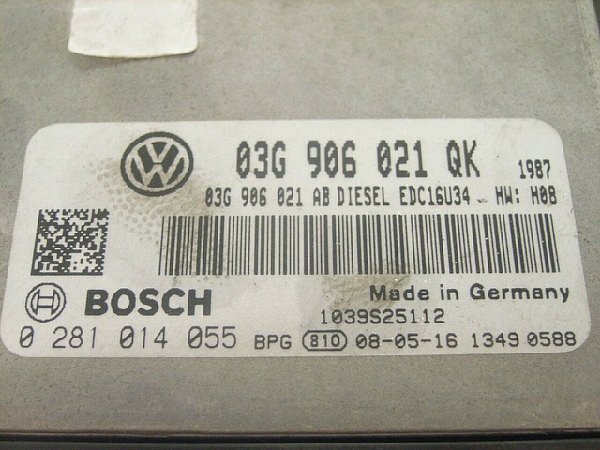 03G 906 021 QK 1987
03G 906 021 AB DIESEL EDC16U34 HW: H08
BOSCH
Made in Germany
1039S25112
0 281 014 055 BPG 810 08-05-16 1349 0588